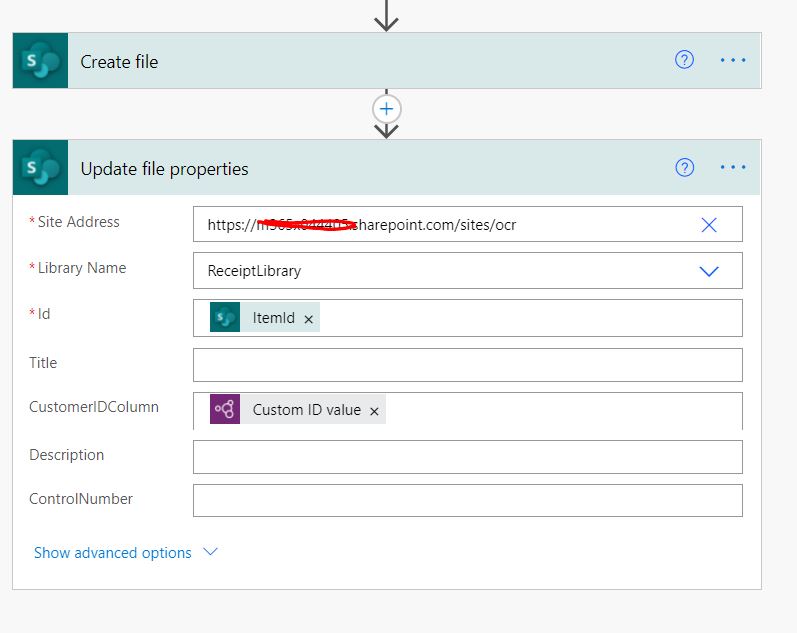 Create file
Update file properties
* Site Address
https:// .sharepoint.com/sites/ocr
* Library Name
ReceiptLibrary
* Id
ItemId
Title
CustomerIDColumn
Custom ID value
Description
ControlNumber
Show advanced options